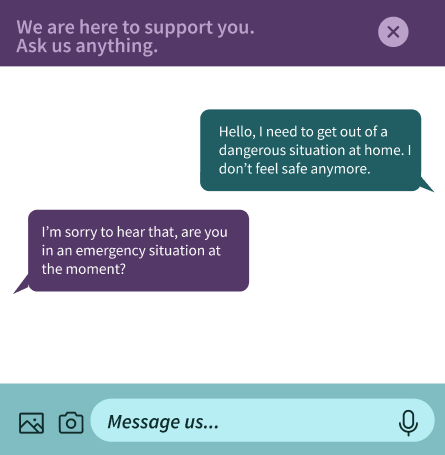 We are here to support you.
Ask us anything.
Hello, I need to get out of a
dangerous situation at home. I
don’t feel safe anymore.
I’m sorry to hear that, are you
in an emergency situation at
the moment?
Message us...